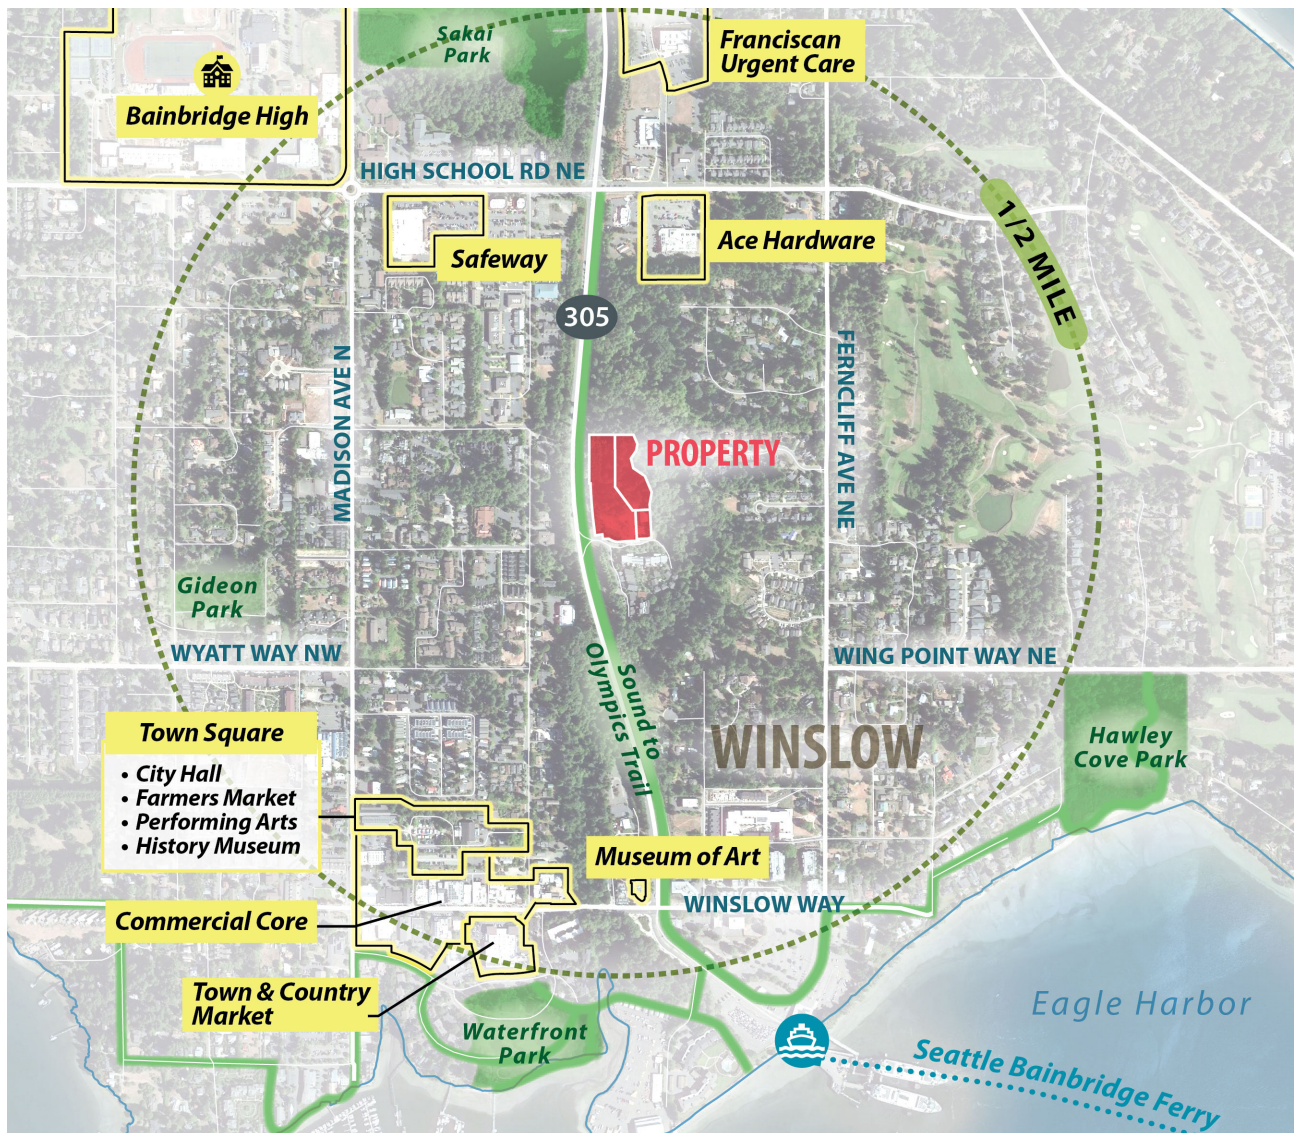 Sakai
Park
Franciscan
Urgent Care
Bainbridge High
HIGH SCHOOL RD NE
1/2 MILE
Safeway
Ace Hardware
305
MADISON AVE N
FERNCLIFF AVE NE
PROPERTY
Gideon
Park
WYATT WAY NW
WING POINT WAY NE
Sound to
Olympics Trail
WINSLOW
Hawley
Cove Park
Town Square
• City Hall
• Farmers Market
• Performing Arts
• History Museum
Museum of Art
WINSLOW WAY
Commercial Core
Town & Country
Market
Waterfront
Park
Eagle Harbor
Seattle Bainbridge Ferry